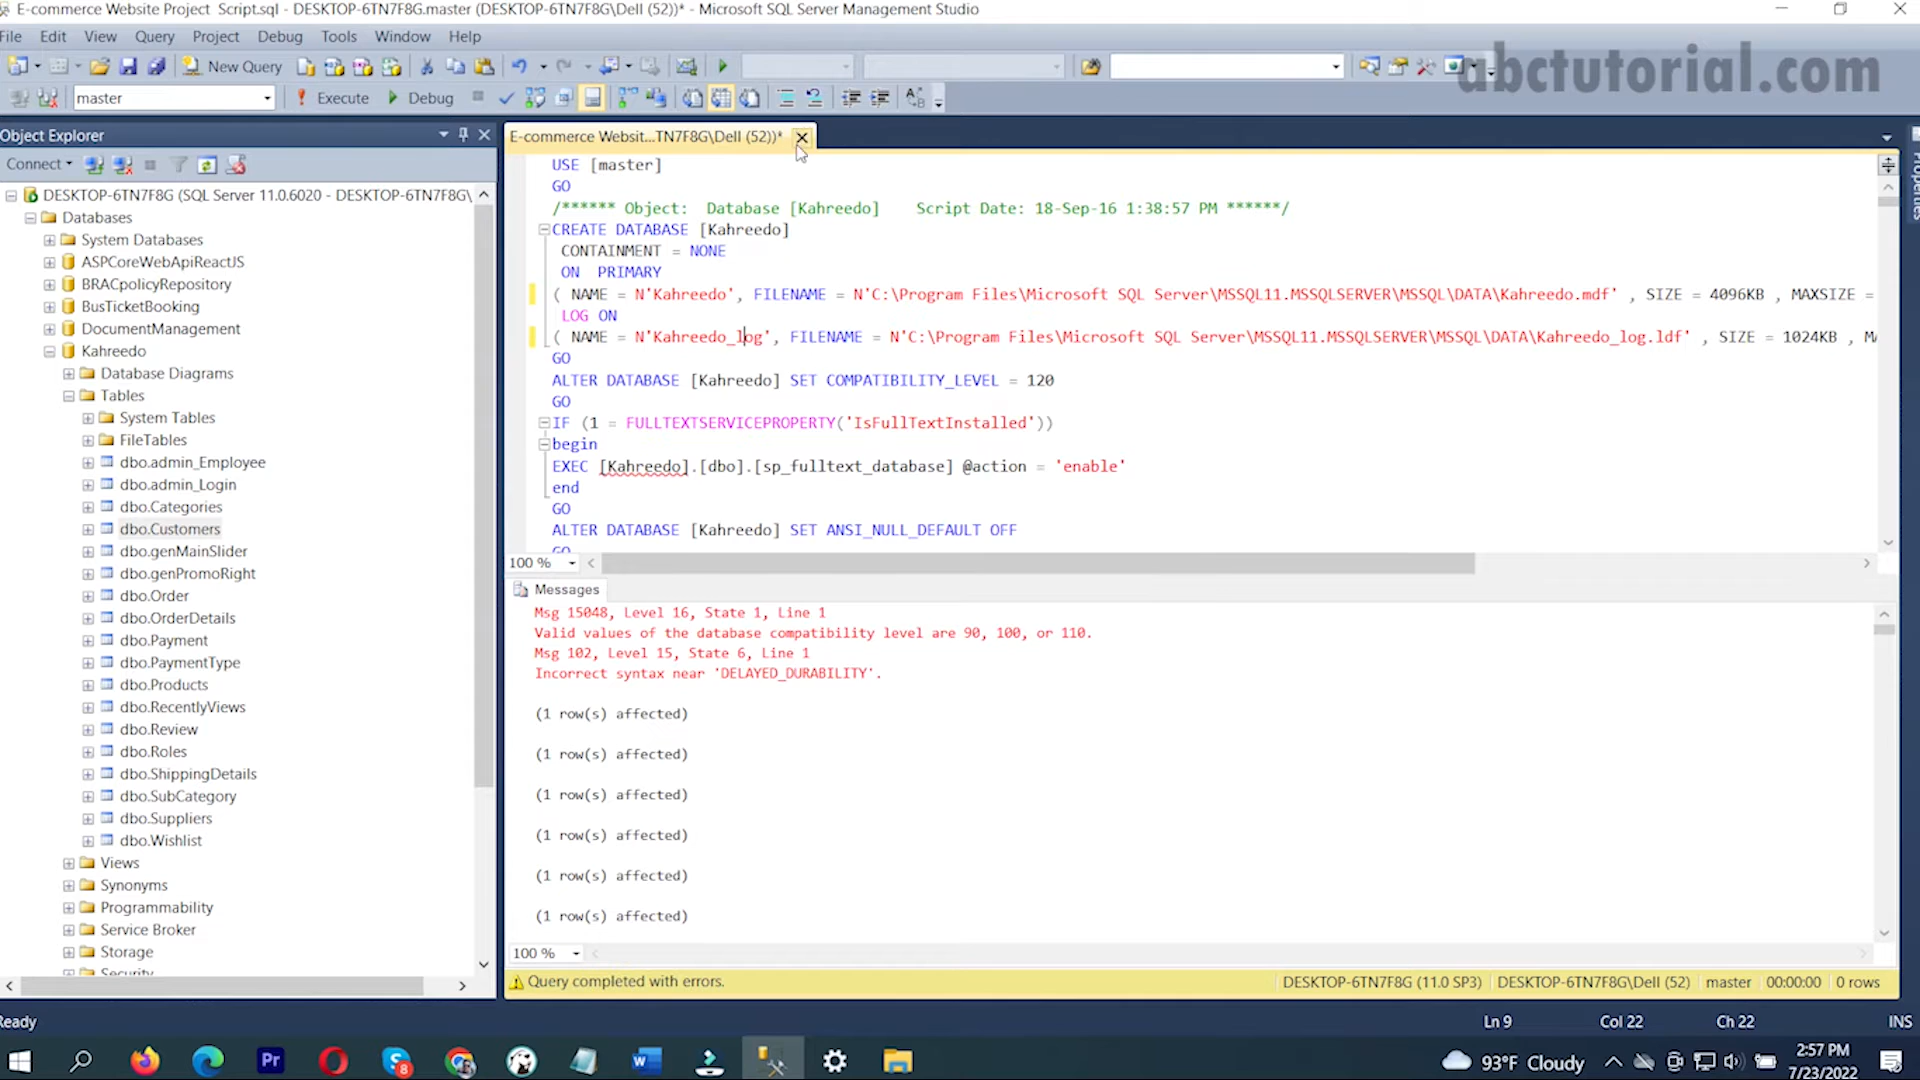 E-commerce Website Project Script.sql - DESKTOP-6TN7F8G.master (DESKTOP-6TN7F8G\Dell (52))* - Microsoft SQL Server Management Studio
File Edit View Query Project Debug Tools Window Help
New Query
abctutorial.com
master Execute Debug
Object Explorer
Connect
DESKTOP-6TN7F8G (SQL Server 11.0.6020 - DESKTOP-6TN7F8G\
Databases
System Databases
ASPCoreWebApiReactJS
BRACpolicyRepository
BusTicketBooking
DocumentManagement
Kahreedo
Database Diagrams
Tables
System Tables
FileTables
dbo.admin_Employee
dbo.admin_Login
dbo.Categories
dbo.Customers
dbo.genMainSlider
dbo.genPromoRight
dbo.Order
dbo.OrderDetails
dbo.Payment
dbo.PaymentType
dbo.Products
dbo.RecentlyViews
dbo.Review
dbo.Roles
dbo.ShippingDetails
dbo.SubCategory
dbo.Suppliers
dbo.Wishlist
Views
Synonyms
Programmability
Service Broker
Storage
Security
E-commerce Websit...TN7F8G\Dell (52))*
Properties
USE [master]
GO
/****** Object:  Database [Kahreedo]    Script Date: 18-Sep-16 1:38:57 PM ******/
CREATE DATABASE [Kahreedo]
CONTAINMENT = NONE
ON  PRIMARY
( NAME = N'Kahreedo', FILENAME = N'C:\Program Files\Microsoft SQL Server\MSSQL11.MSSQLSERVER\MSSQL\DATA\Kahreedo.mdf' , SIZE = 4096KB , MAXSIZE =
LOG ON
( NAME = N'Kahreedo_log', FILENAME = N'C:\Program Files\Microsoft SQL Server\MSSQL11.MSSQLSERVER\MSSQL\DATA\Kahreedo_log.ldf' , SIZE = 1024KB , MA
GO
ALTER DATABASE [Kahreedo] SET COMPATIBILITY_LEVEL = 120
GO
IF (1 = FULLTEXTSERVICEPROPERTY('IsFullTextInstalled'))
begin
EXEC [Kahreedo].[dbo].[sp_fulltext_database] @action = 'enable'
end
GO
ALTER DATABASE [Kahreedo] SET ANSI_NULL_DEFAULT OFF
GO
100 %
Messages
Msg 15048, Level 16, State 1, Line 1
Valid values of the database compatibility level are 90, 100, or 110.
Msg 102, Level 15, State 6, Line 1
Incorrect syntax near 'DELAYED_DURABILITY'.
(1 row(s) affected)
(1 row(s) affected)
(1 row(s) affected)
(1 row(s) affected)
(1 row(s) affected)
(1 row(s) affected)
100 %
Query completed with errors. DESKTOP-6TN7F8G (11.0 SP3) DESKTOP-6TN7F8G\Dell (52) master 00:00:00 0 rows
Ready Ln 9 Col 22 Ch 22 INS
Pr 8 93°F Cloudy 2:57 PM
7/23/2022